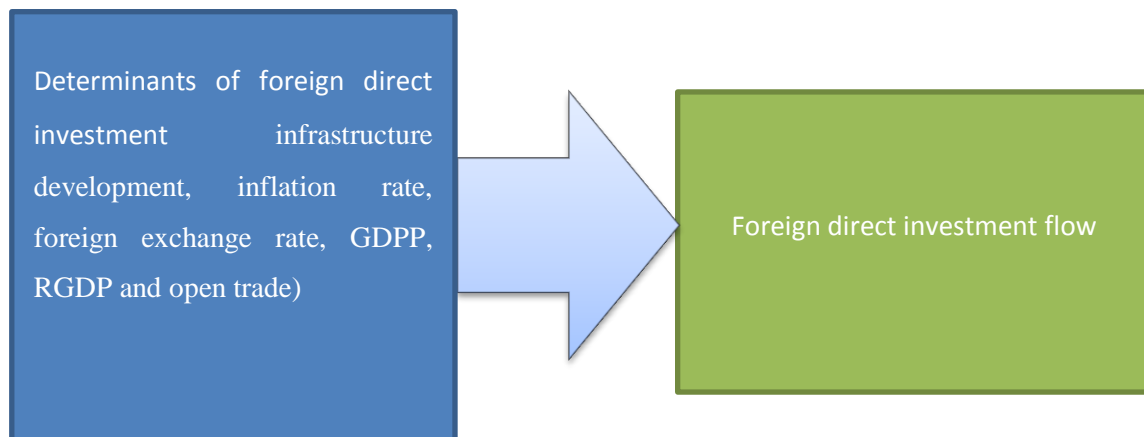 Determinants of foreign direct
investment infrastructure
development, inflation rate,
foreign exchange rate, GDPP,
RGDP and open trade)
Foreign direct investment flow